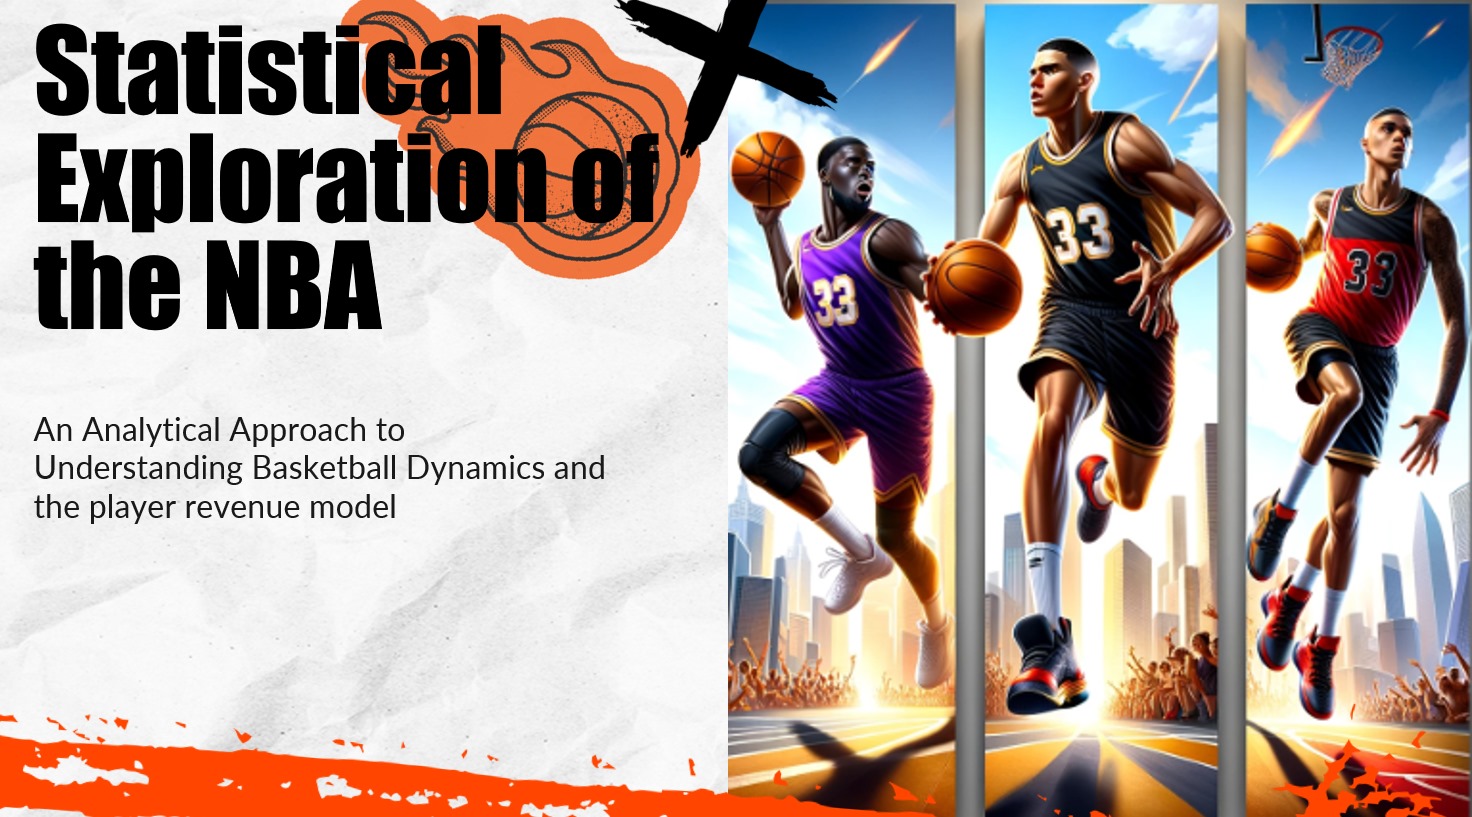 Statistical
Exploration of
the NBA
An Analytical Approach to
Understanding Basketball Dynamics and
the player revenue model
33
33
33